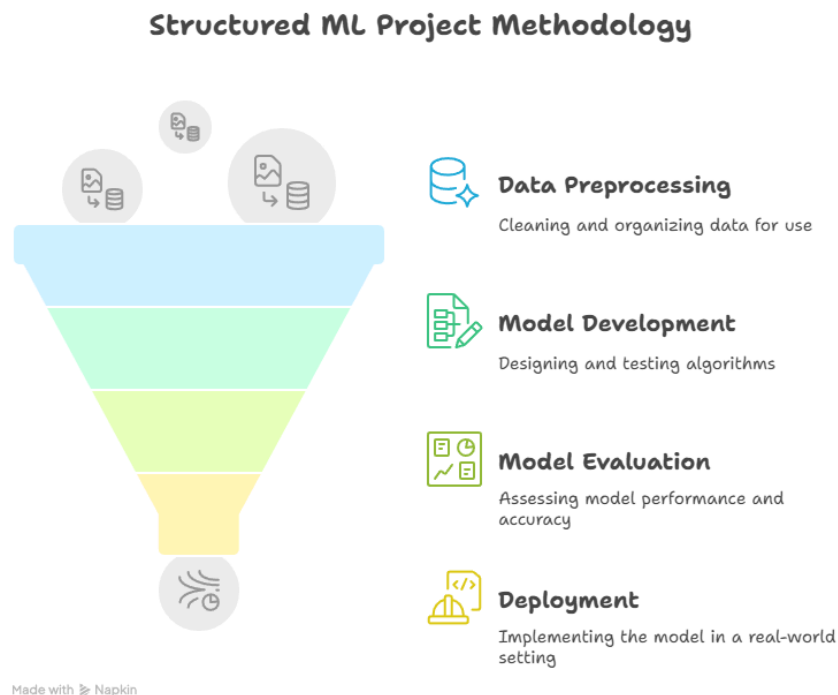 Structured ML Project Methodology
Data Preprocessing
Cleaning and organizing data for use
Model Development
Designing and testing algorithms
Model Evaluation
Assessing model performance and
accuracy
</>
Deployment
Implementing the model in a real-world
setting
Made with Napkin